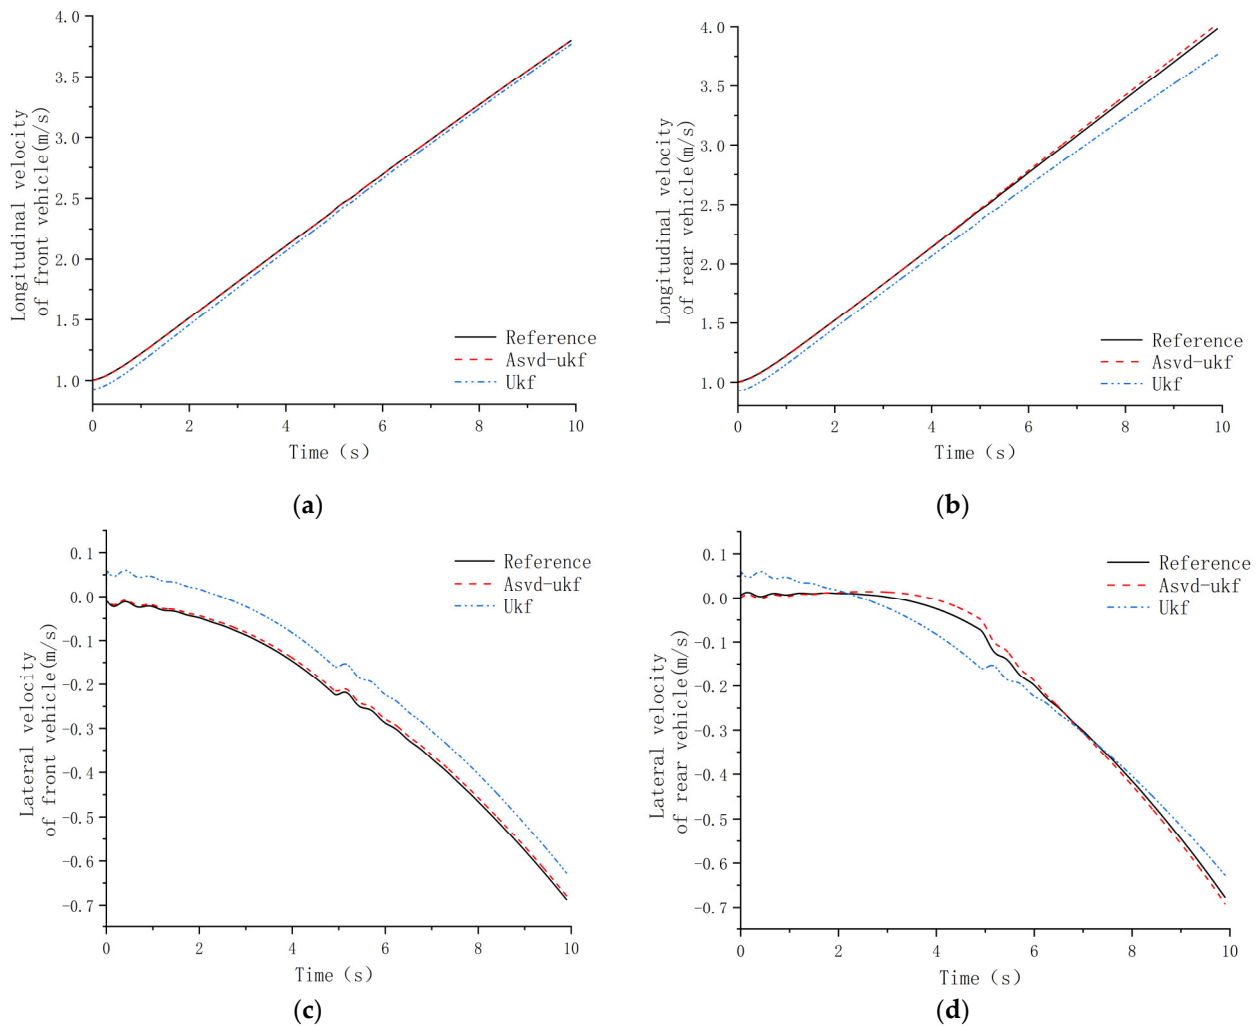 4.0
3.5
3.0
2.5
2.0
1.5
1.0
Longitudinal velocity
of front vehicle(m/s)
Reference
Asvd-ukf
Ukf
0 2 4 6 8 10
Time (s)
(a)
4.0
3.5
3.0
2.5
2.0
1.5
1.0
Longitudinal velocity
of rear vehicle(m/s)
Reference
Asvd-ukf
Ukf
0 2 4 6 8 10
Time (s)
(b)
0.1
0.0
-0.1
-0.2
-0.3
-0.4
-0.5
-0.6
-0.7
Lateral velocity
of front vehicle(m/s)
Reference
Asvd-ukf
Ukf
0 2 4 6 8 10
Time (s)
(c)
0.1
0.0
-0.1
-0.2
-0.3
-0.4
-0.5
-0.6
-0.7
Lateral velocity
of rear vehicle(m/s)
Reference
Asvd-ukf
Ukf
0 2 4 6 8 10
Time (s)
(d)